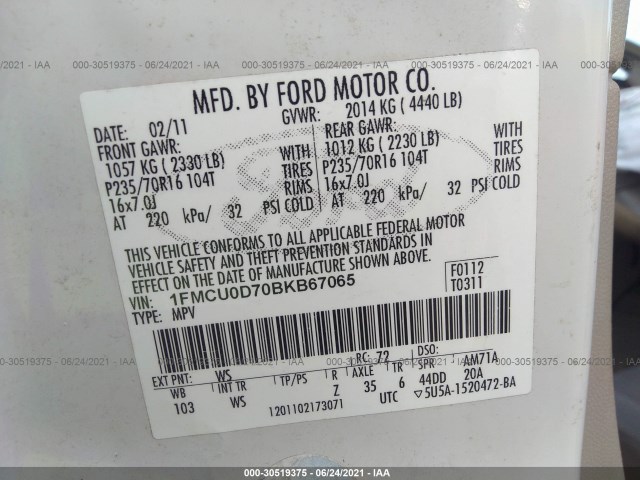 000-30519375 - 06/24/2021 - IAA
MFD. BY FORD MOTOR CO.
DATE: 02/11 GVWR: 2014 KG ( 4440 LB)
FRONT GAWR: REAR GAWR:
1057 KG ( 2330 LB) WITH 1012 KG ( 2230 LB) WITH
P235/70R16 104T TIRES P235/70R16 104T TIRES
16x7.0J RIMS 16x7.0J RIMS
AT 220 kPa/ 32 PSI COLD AT 220 kPa/ 32 PSI COLD
Ford
THIS VEHICLE CONFORMS TO ALL APPLICABLE FEDERAL MOTOR
VEHICLE SAFETY AND THEFT PREVENTION STANDARDS IN
EFFECT ON THE DATE OF MANUFACTURE SHOWN ABOVE.
VIN: 1FMCU0D70BKB67065 F0112
TYPE: MPV T0311
EXT PNT: WS RC: 72 DSO:
WB INT TR TP/PS R AXLE TR SPR AM71A
103 WS Z 35 6 44DD 20A
1201102173071 UTC ▽5U5A-1520472-BA
000-30519375 - 06/24/2021 - IAA